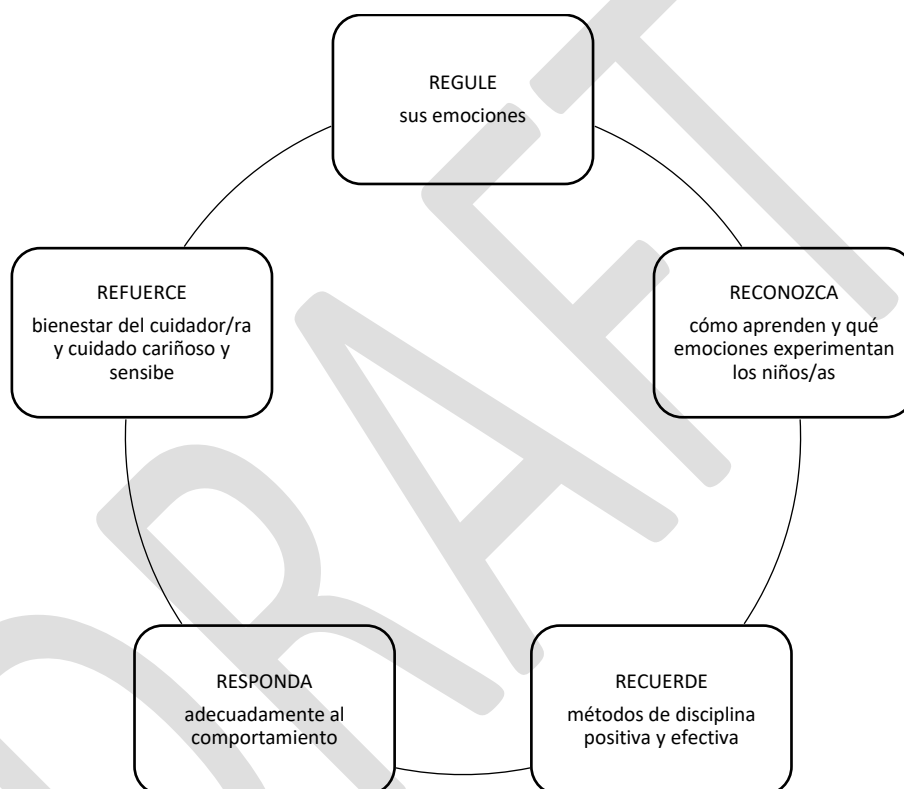 REGULE
sus emociones
REFUERCE
bienestar del cuidador/ra
y cuidado cariñoso y
sensibe
RECONOZCA
cómo aprenden y qué
emociones experimentan
los niños/as
RESPONDA
adecuadamente al
comportamiento
RECUERDE
métodos de disciplina
positiva y efectiva
DRAFT